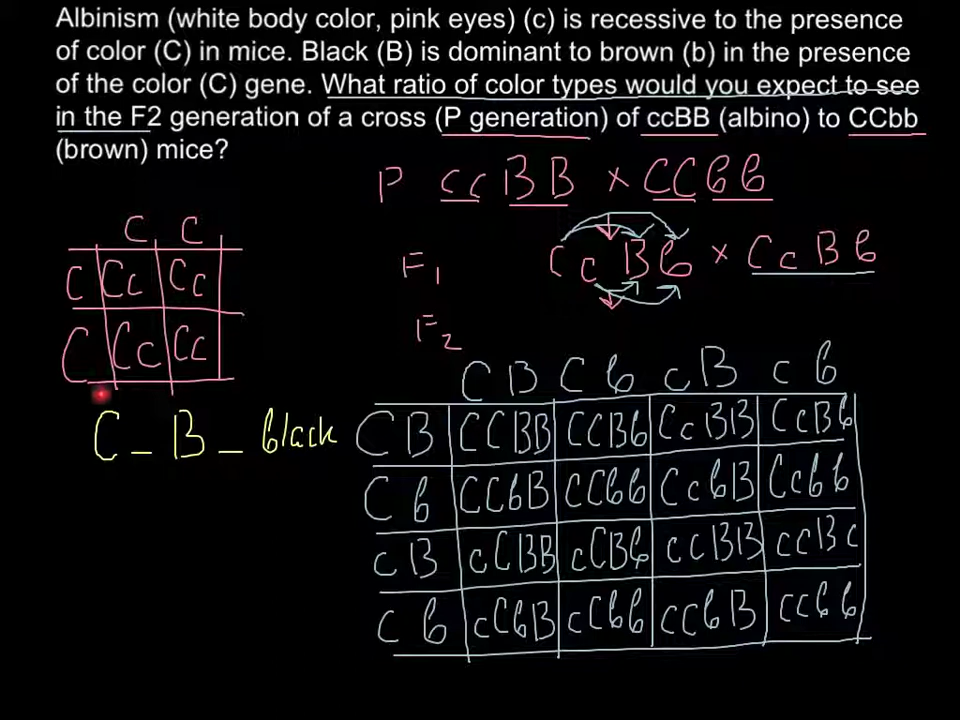 Albinism (white body color, pink eyes) (c) is recessive to the presence
of color (C) in mice. Black (B) is dominant to brown (b) in the presence
of the color (C) gene. What ratio of color types would you expect to see
in the F2 generation of a cross (P generation) of ccBB (albino) to CCbb
(brown) mice?
P ccBB × CCbb
C C
F1 CcBb × CcBb
C Cc Cc
F2
C Cc Cc
CB Cb cB cb
C_B_ black
CB CCBB CCBb CcBB CcBb
Cb CCbB CCbb CcbB Ccbb
cB cCBB cCBb ccBB ccBc
cb cCbB cCbb ccbB ccbb